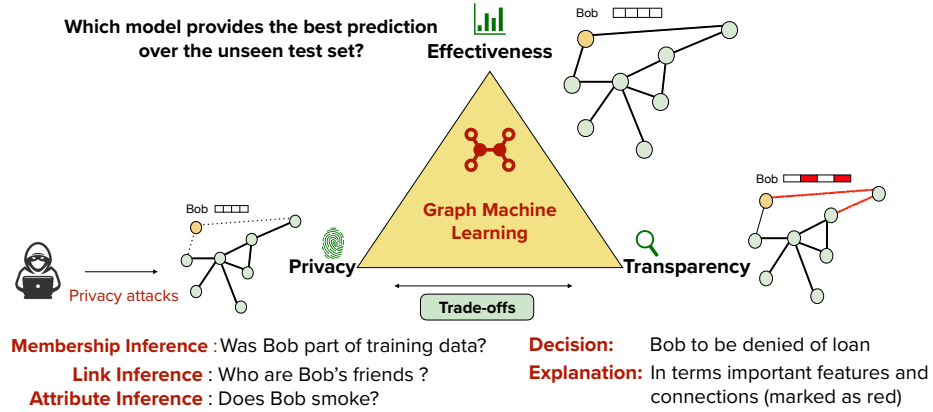 Which model provides the best prediction
over the unseen test set?
Effectiveness
Bob
Graph Machine
Learning
Bob
Privacy
Privacy attacks
Transparency
Bob
Trade-offs
Membership Inference : Was Bob part of training data?
Link Inference : Who are Bob's friends ?
Attribute Inference : Does Bob smoke?
Decision: Bob to be denied of loan
Explanation: In terms important features and
connections (marked as red)